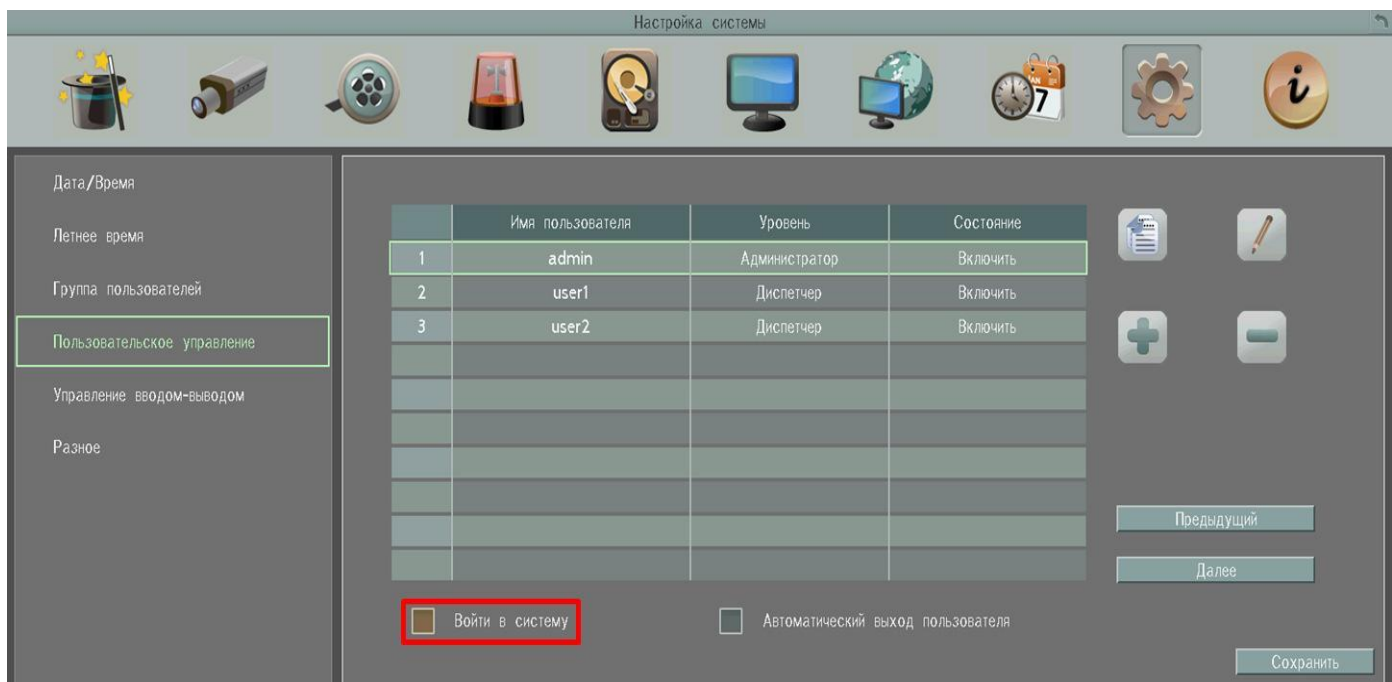 Настройка системы
JAN
7
i
Дата/Время
Летнее время
Группа пользователей
Пользовательское управление
Управление вводом-выводом
Разное
Имя пользователя Уровень Состояние
1 admin Администратор Включить
2 user1 Диспетчер Включить
3 user2 Диспетчер Включить
Предыдущий
Далее
Войти в систему Автоматический выход пользователя
Сохранить